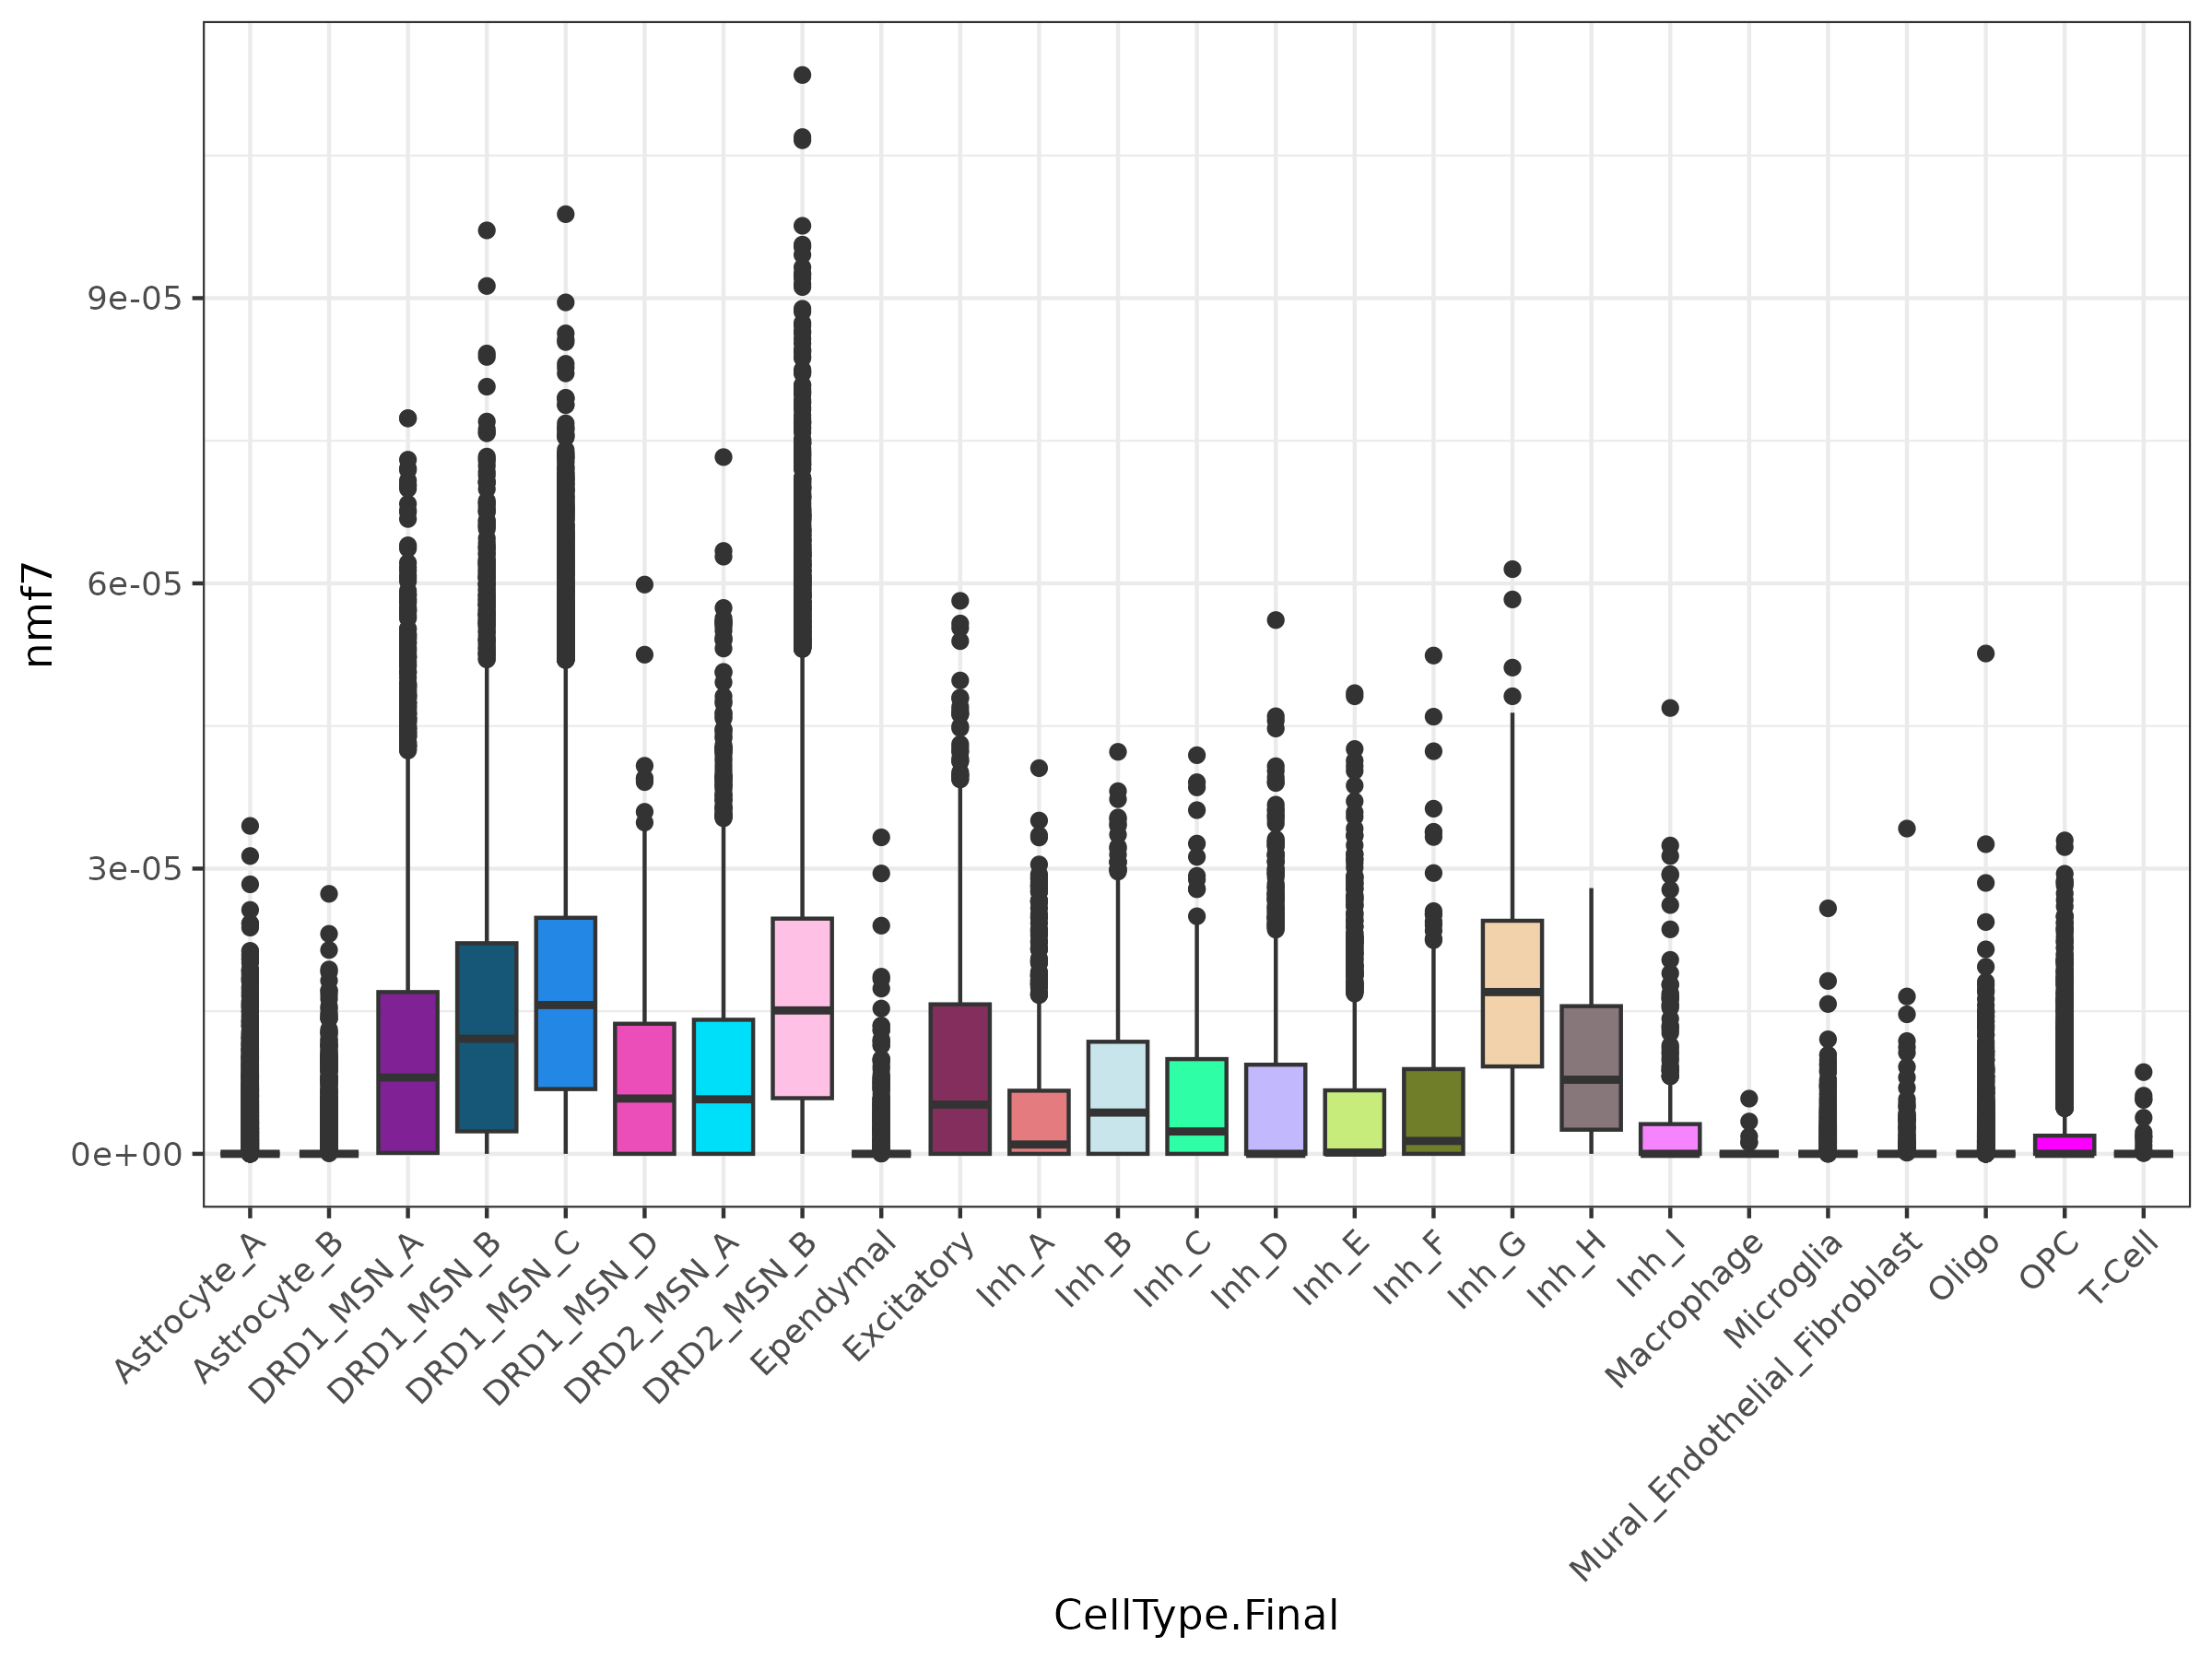 nmf7
9e-05
6e-05
3e-05
0e+00
Astrocyte_A
Astrocyte_B
DRD1_MSN_A
DRD1_MSN_B
DRD1_MSN_C
DRD1_MSN_D
DRD2_MSN_A
DRD2_MSN_B
Ependymal
Excitatory
Inh_A
Inh_B
Inh_C
Inh_D
Inh_E
Inh_F
Inh_G
Inh_H
Inh_I
Macrophage
Microglia
Mural_Endothelial_Fibroblast
Oligo
OPC
T-Cell
CellType.Final